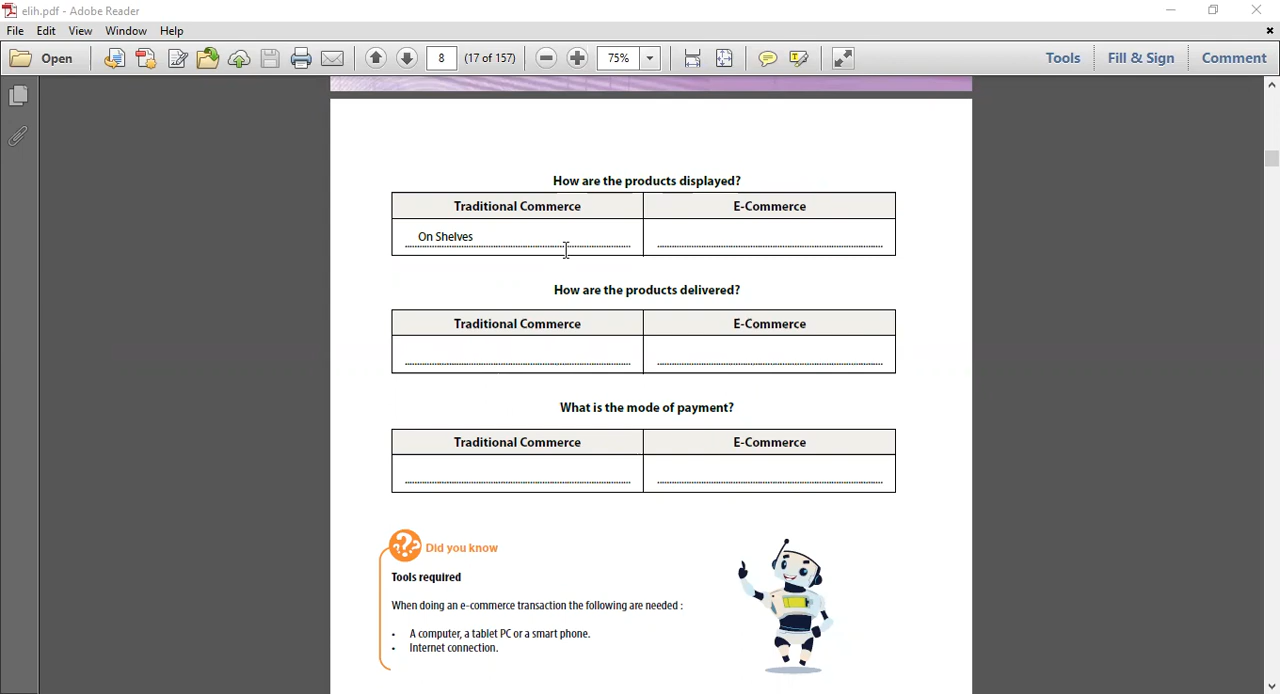 elih.pdf - Adobe Reader
File Edit View Window Help
Open 8 (17 of 157) 75% Tools Fill & Sign Comment
How are the products displayed?
Traditional Commerce E-Commerce
On Shelves
How are the products delivered?
Traditional Commerce E-Commerce
What is the mode of payment?
Traditional Commerce E-Commerce
Did you know
Tools required
When doing an e-commerce transaction the following are needed :
• A computer, a tablet PC or a smart phone.
• Internet connection.